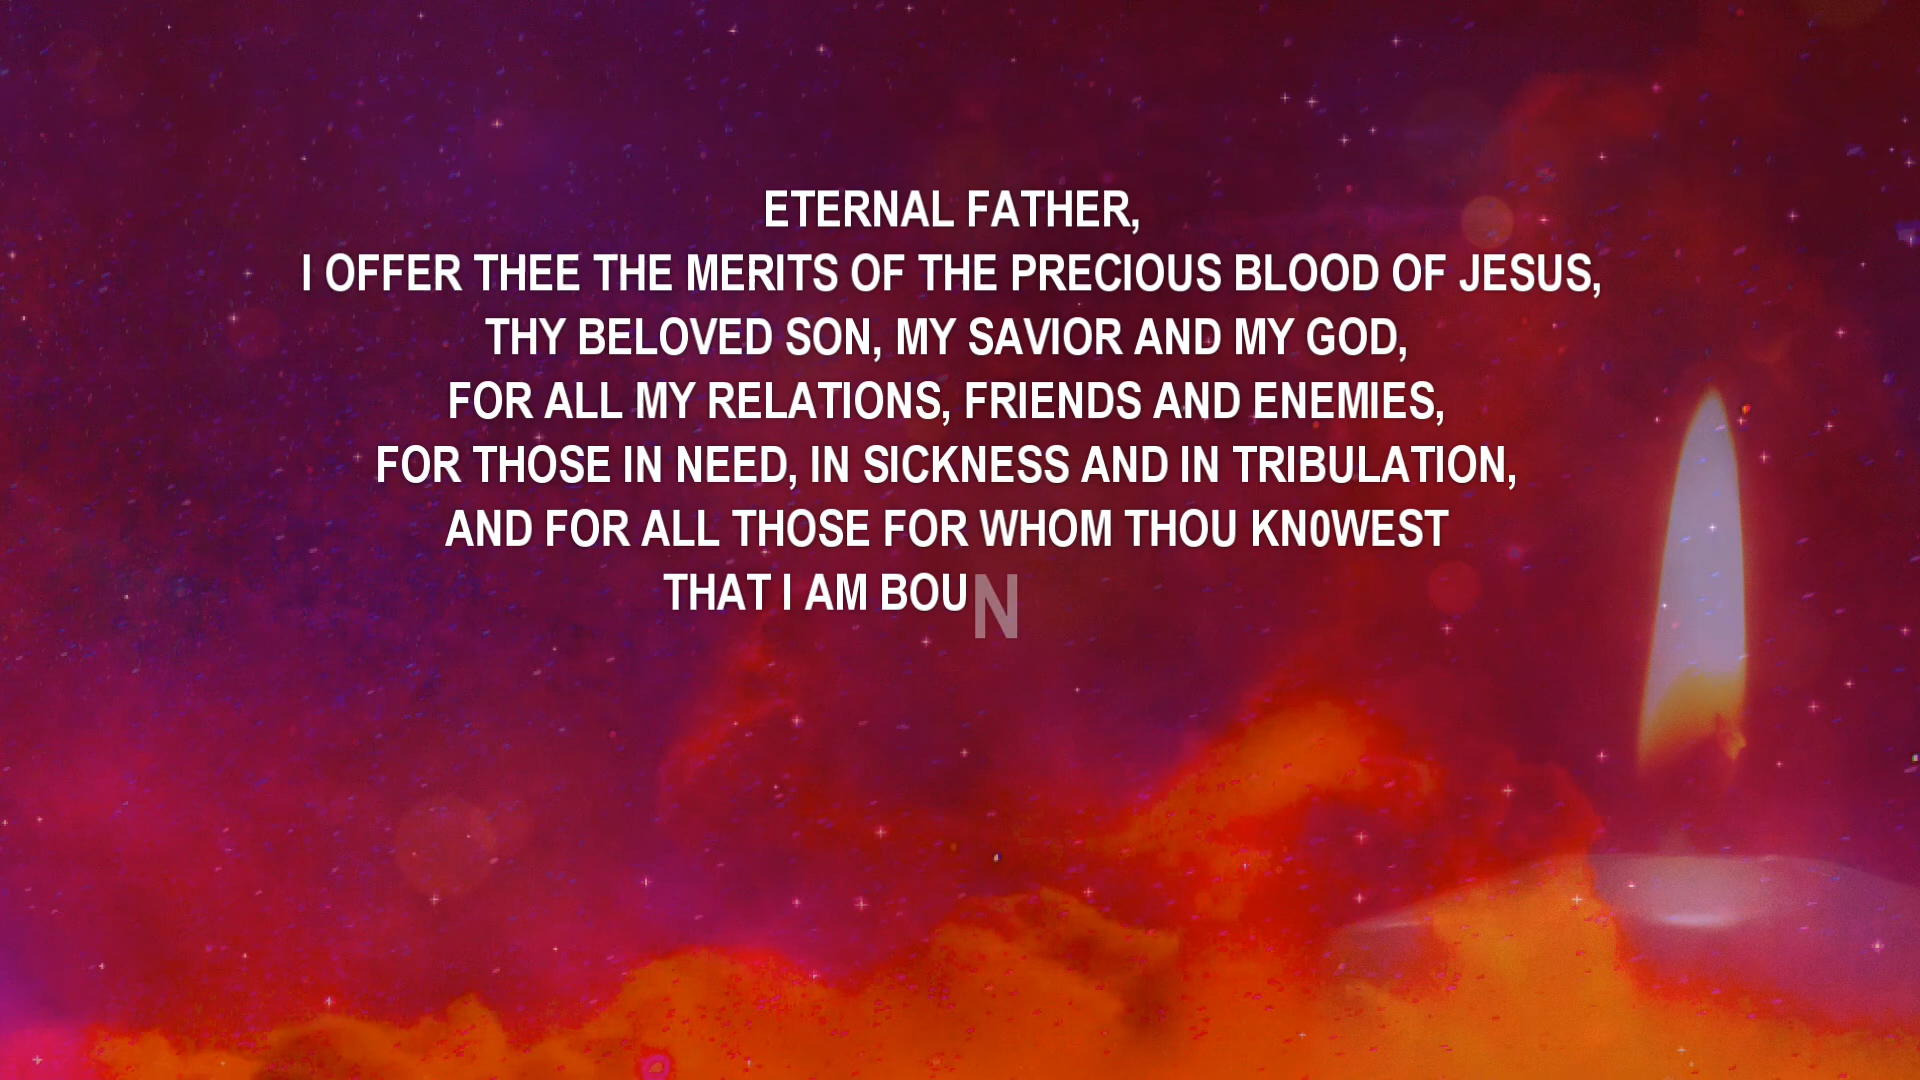 ETERNAL FATHER,
I OFFER THEE THE MERITS OF THE PRECIOUS BLOOD OF JESUS,
THY BELOVED SON, MY SAVIOR AND MY GOD,
FOR ALL MY RELATIONS, FRIENDS AND ENEMIES,
FOR THOSE IN NEED, IN SICKNESS AND IN TRIBULATION,
AND FOR ALL THOSE FOR WHOM THOU KN0WEST
THAT I AM BOUN